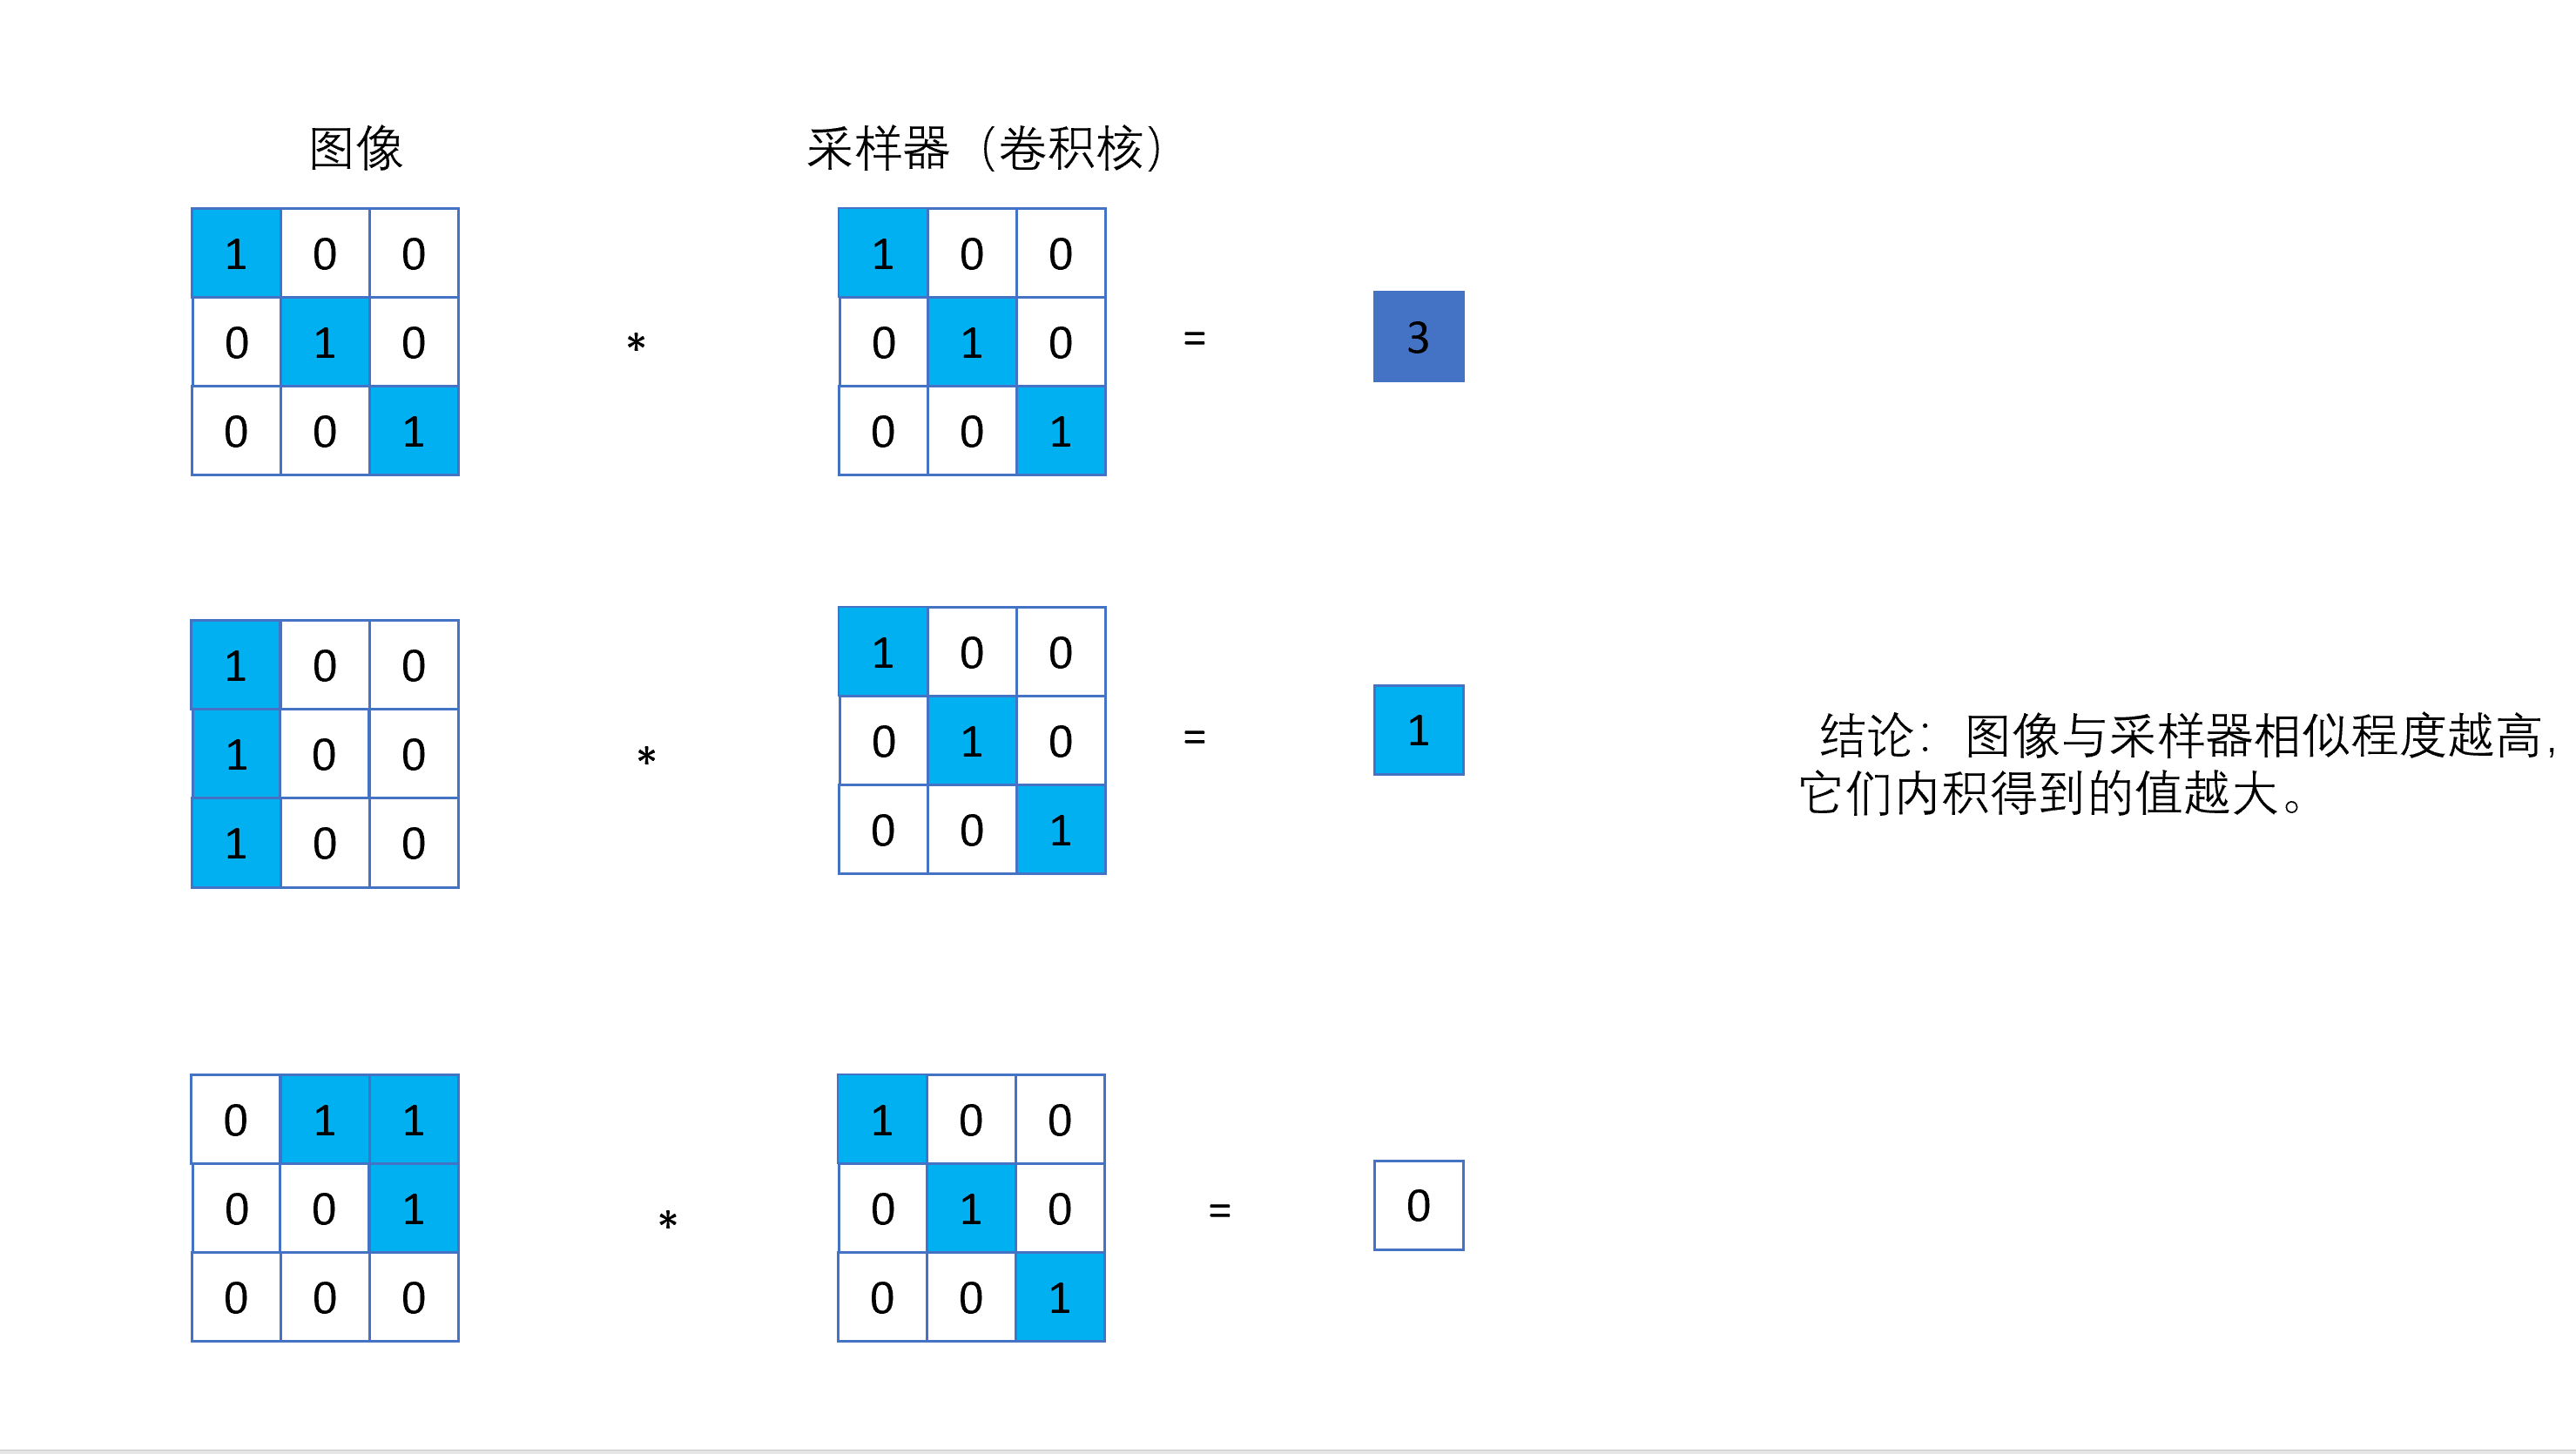 图像 采样器（卷积核）
1 0 0 1 0 0
0 1 0 * 0 1 0 = 3
0 0 1 0 0 1
1 0 0 1 0 0
1 0 0 * 0 1 0 = 1
1 0 0 0 0 1
结论：图像与采样器相似程度越高，
它们内积得到的值越大。
0 1 1 1 0 0
0 0 1 * 0 1 0 = 0
0 0 0 0 0 1